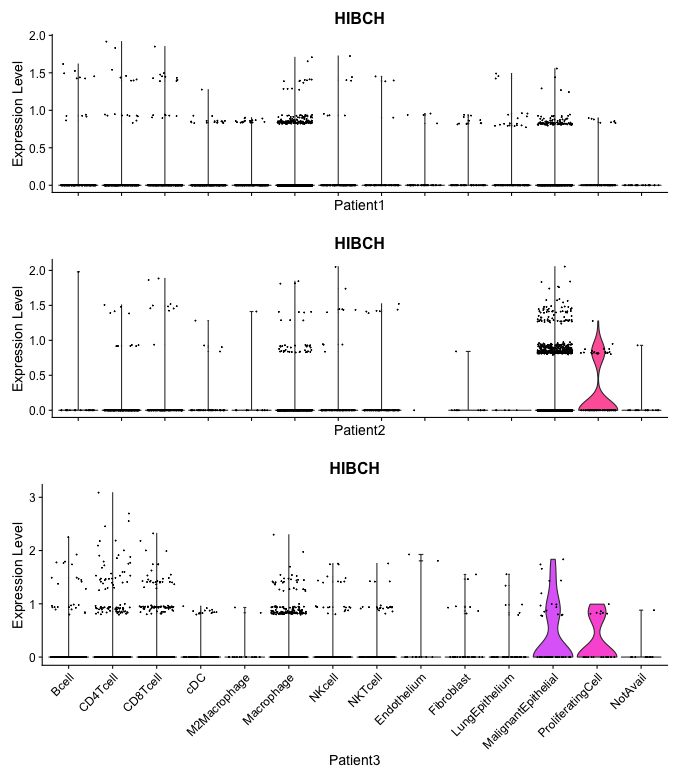 HIBCH
Expression Level
2.0
1.5
1.0
0.5
0.0
Patient1
HIBCH
Expression Level
2.0
1.5
1.0
0.5
0.0
Patient2
HIBCH
Expression Level
3
2
1
0
Bcell
CD4Tcell
CD8Tcell
cDC
M2Macrophage
Macrophage
NKcell
NKTcell
Endothelium
Fibroblast
LungEpithelium
MalignantEpithelial
ProliferatingCell
NotAvail
Patient3